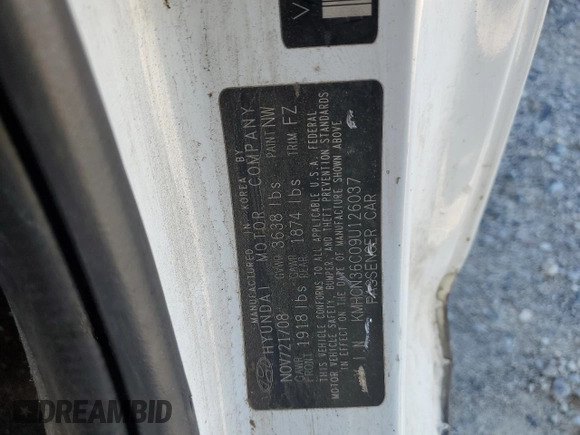 MANUFACTURED IN KOREA BY
HYUNDAI MOTOR COMPANY
NOV/21/08 GVWR 3638 lbs PAINT NW
GAWR FRONT 1918 lbs GAWR REAR 1874 lbs TRIM FZ
THIS VEHICLE CONFORMS TO ALL APPLICABLE U.S.A. FEDERAL
MOTOR VEHICLE SAFETY, BUMPER, AND THEFT PREVENTION STANDARDS
IN EFFECT ON THE DATE OF MANUFACTURE SHOWN ABOVE.
KMHCN36C09U126037
PASSENGER CAR
V
DREAMBID